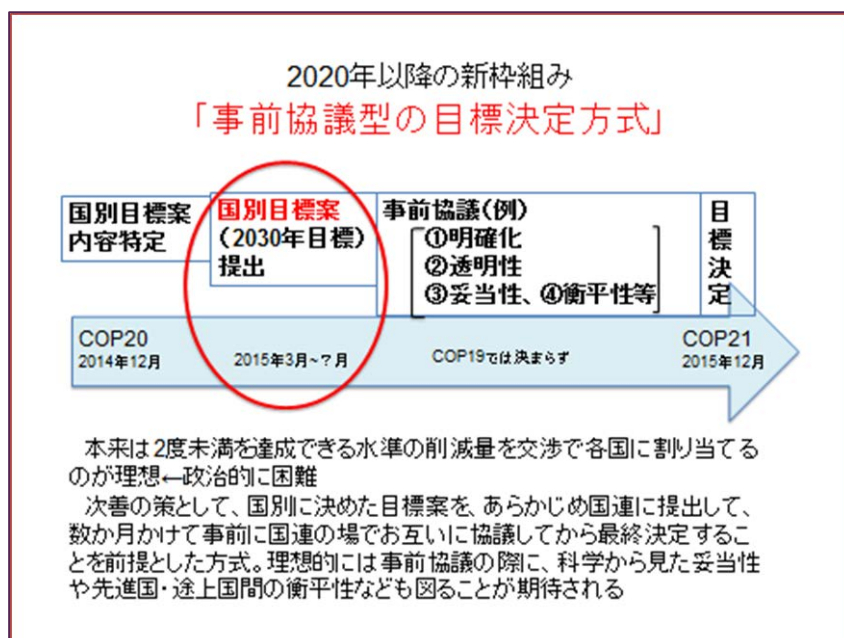 2020年以降の新枠組み
「事前協議型の目標決定方式」
国別目標案
内容特定
国別目標案
(2030年目標)
提出
事前協議(例)
①明確化
②透明性
③妥当性、④衡平性等
目
標
決
定
COP20
2014年12月
2015年3月~?月
COP19では決まらず
COP21
2015年12月
本来は2度未満を達成できる水準の削減量を交渉で各国に割り当てる
のが理想←政治的に困難
次善の策として、国別に決めた目標案を、あらかじめ国連に提出して、
数か月かけて事前に国連の場でお互いに協議してから最終決定するこ
とを前提とした方式。理想的には事前協議の際に、科学から見た妥当性
や先進国・途上国間の衡平性なども図ることが期待される